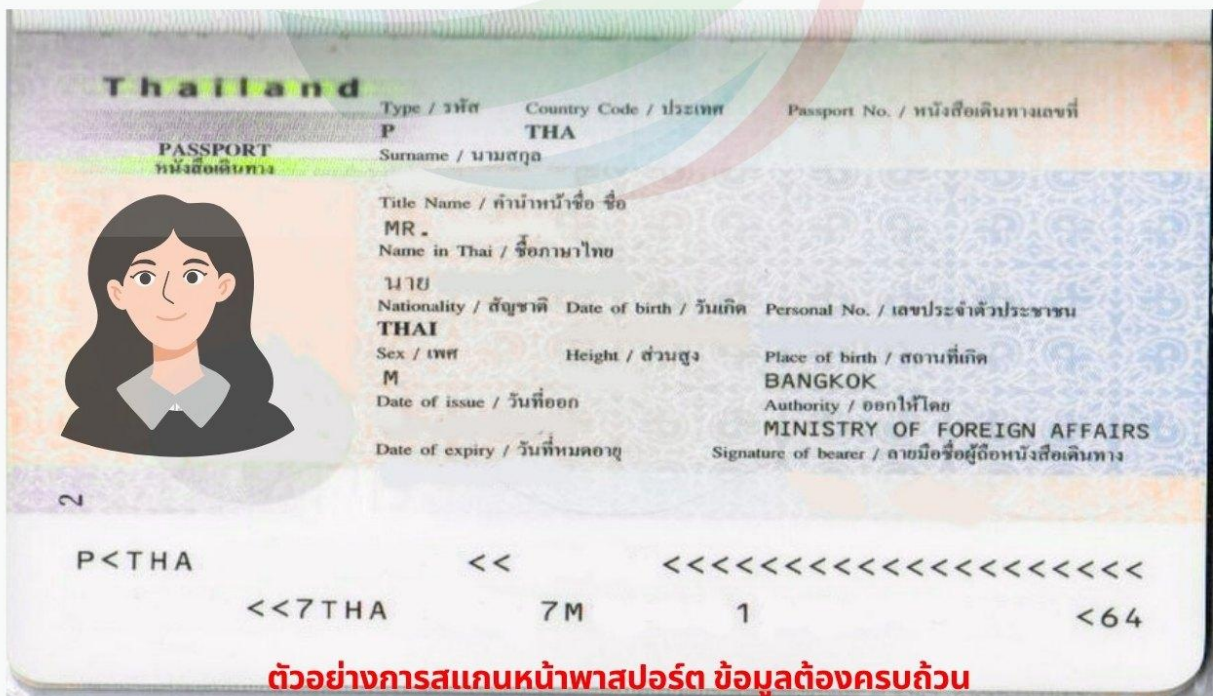 Thailand
PASSPORT
หนังสือเดินทาง
Type / รหัส Country Code / ประเทศ Passport No. / หนังสือเดินทางเลขที่
P THA
Surname / นามสกุล
Title Name / คำนำหน้าชื่อ ชื่อ
MR.
Name in Thai / ชื่อภาษาไทย
นาย
Nationality / สัญชาติ Date of birth / วันเกิด Personal No. / เลขประจำตัวประชาชน
THAI
Sex / เพศ Height / ส่วนสูง Place of birth / สถานที่เกิด
M BANGKOK
Date of issue / วันที่ออก Authority / ออกให้โดย
MINISTRY OF FOREIGN AFFAIRS
Date of expiry / วันที่หมดอายุ Signature of bearer / ลายมือชื่อผู้ถือหนังสือเดินทาง
2
P<THA << <<<<<<<<<<<<<<<<<<<<
<<7THA 7M 1 <64
ตัวอย่างการสแกนหน้าพาสปอร์ต ข้อมูลต้องครบถ้วน